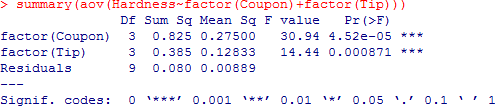 > summary(aov(Hardness~factor(Coupon)+factor(Tip)))
               Df Sum Sq Mean Sq F value   Pr(>F)
factor(Coupon)  3  0.825 0.27500   30.94 4.52e-05 ***
factor(Tip)     3  0.385 0.12833   14.44 0.000871 ***
Residuals       9  0.080 0.00889
---
Signif. codes:  0 ‘***’ 0.001 ‘**’ 0.01 ‘*’ 0.05 ‘.’ 0.1 ‘ ’ 1